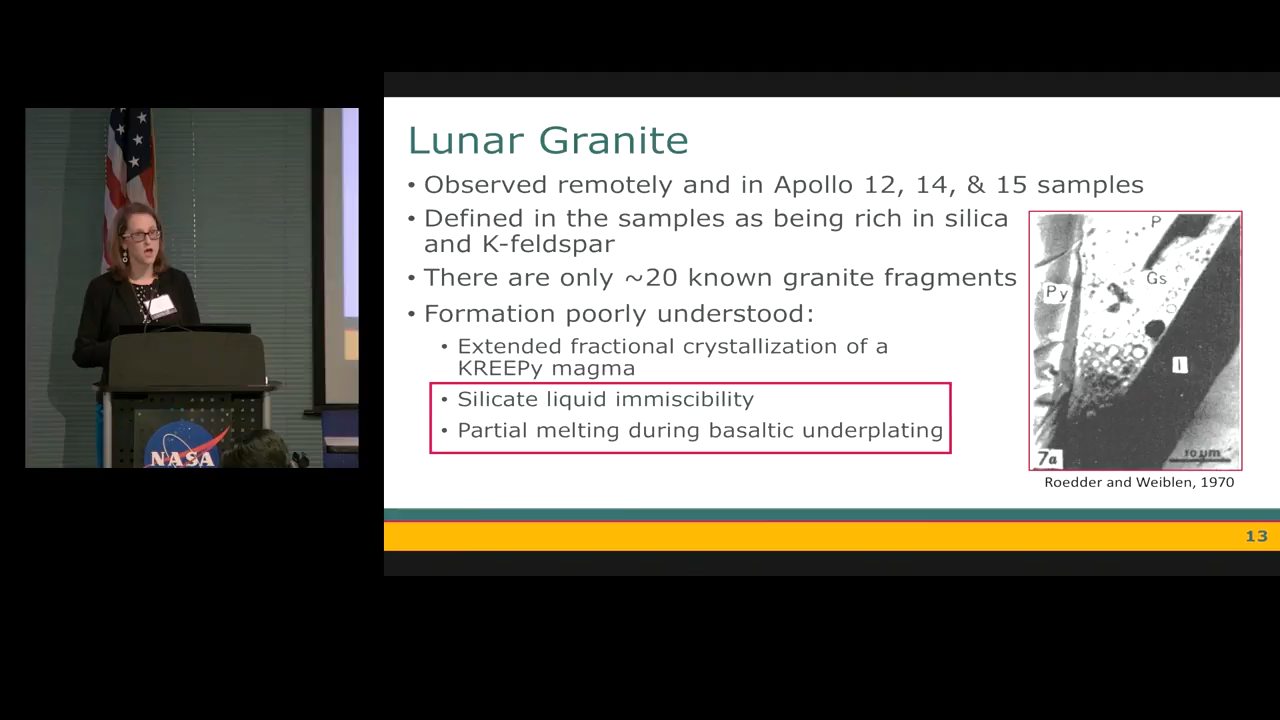 Lunar Granite
• Observed remotely and in Apollo 12, 14, & 15 samples
• Defined in the samples as being rich in silica
and K-feldspar
• There are only ~20 known granite fragments
• Formation poorly understood:
• Extended fractional crystallization of a
KREEPy magma
• Silicate liquid immiscibility
• Partial melting during basaltic underplating
P
Gs
Py
I
7a
10 µm
Roedder and Weiblen, 1970
13
NASA